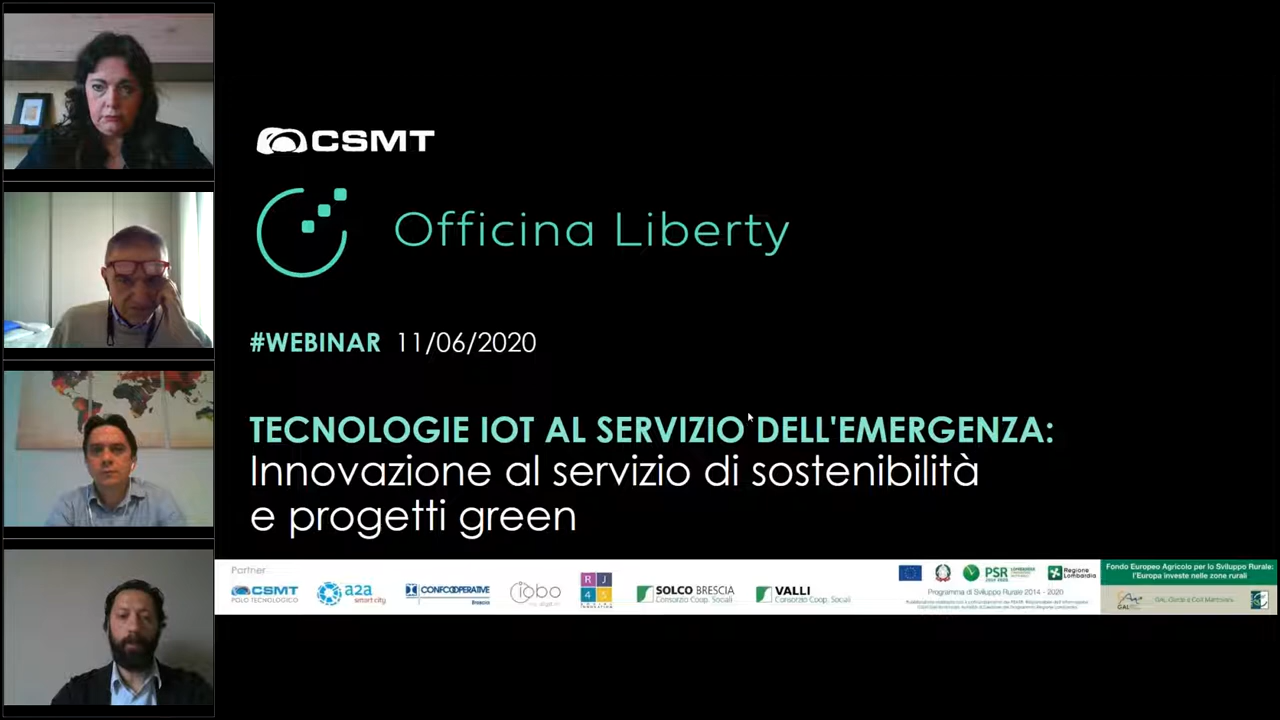 CSMT
Officina Liberty
#WEBINAR 11/06/2020
TECNOLOGIE IOT AL SERVIZIO DELL'EMERGENZA:
Innovazione al servizio di sostenibilità
e progetti green
Partner
CSMT
POLO TECNOLOGICO
a2a
smart city
CONFCOOPERATIVE
Brescia
R J
45
SOLCO BRESCIA
Consorzio Coop. Sociali
VALLI
Consorzio Coop. Sociali
PSR
Regione
Lombardia
Programma di Sviluppo Rurale 2014 - 2020
Fondo Europeo Agricolo per lo Sviluppo Rurale:
l'Europa investe nelle zone rurali